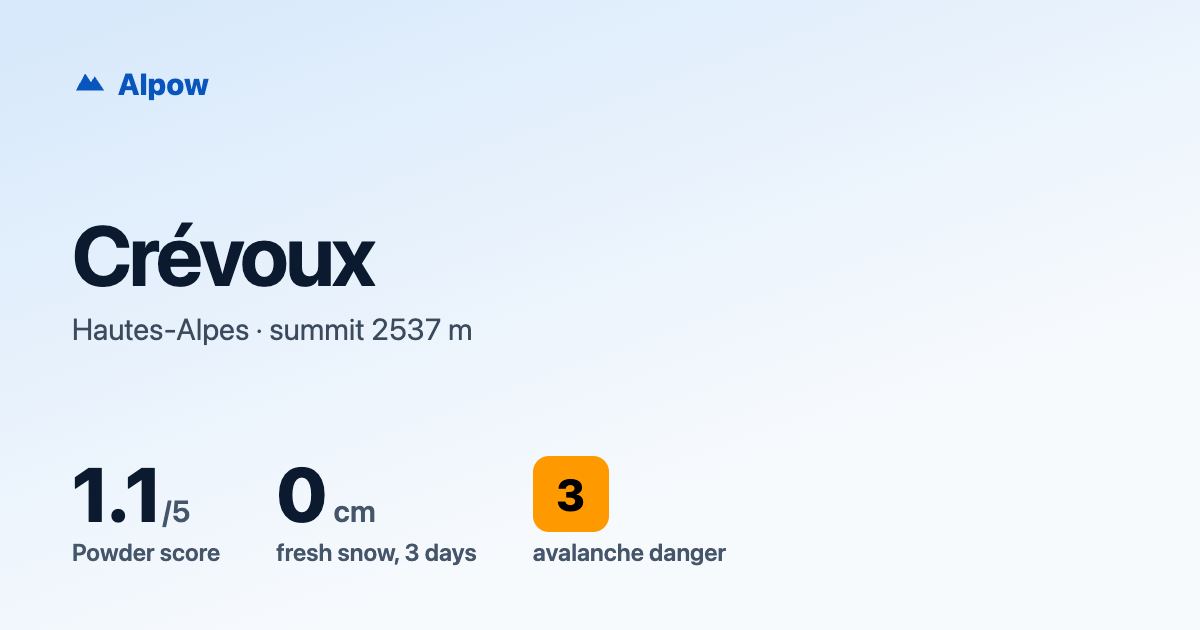 Alpow
Crévoux
Hautes-Alpes · summit 2537 m
1.1/5
Powder score
0 cm
fresh snow, 3 days
3
avalanche danger